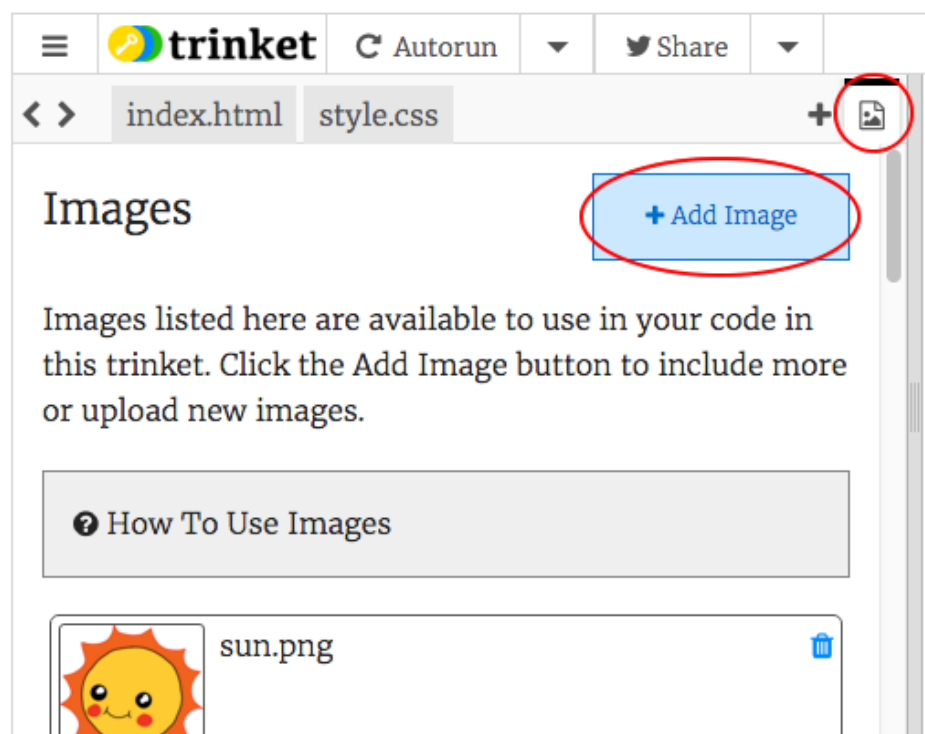 trinket Autorun Share
index.html style.css
Images
Add Image
Images listed here are available to use in your code in
this trinket. Click the Add Image button to include more
or upload new images.
How To Use Images
sun.png